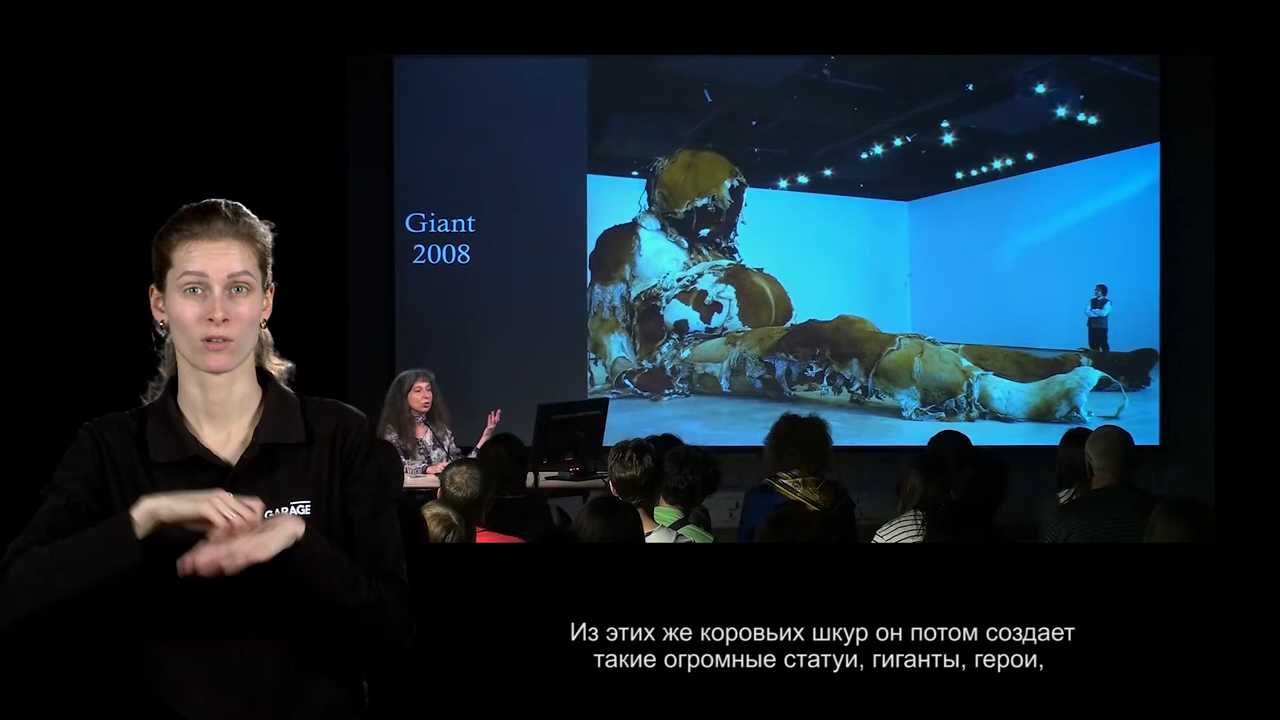 Giant
2008
GARAGE
Из этих же коровьих шкур он потом создает
такие огромные статуи, гиганты, герои,